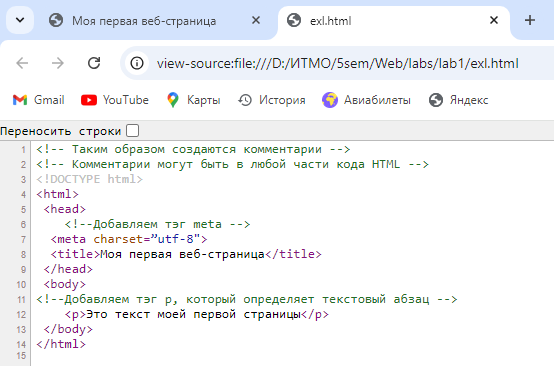 Моя первая веб-страница
exl.html
view-source:file:///D:/ИТМО/5sem/Web/labs/lab1/exl.html
Gmail YouTube Карты История Авиабилеты Яндекс
Переносить строки
1 <!-- Таким образом создаются комментарии -->
2 <!-- Комментарии могут быть в любой части кода HTML -->
3 <!DOCTYPE html>
4 <html>
5 <head>
6 <!--Добавляем тэг meta -->
7 <meta charset=”utf-8">
8 <title>Моя первая веб-страница</title>
9 </head>
10 <body>
11 <!--Добавляем тэг p, который определяет текстовый абзац -->
12 <p>Это текст моей первой страницы</p>
13 </body>
14 </html>
15